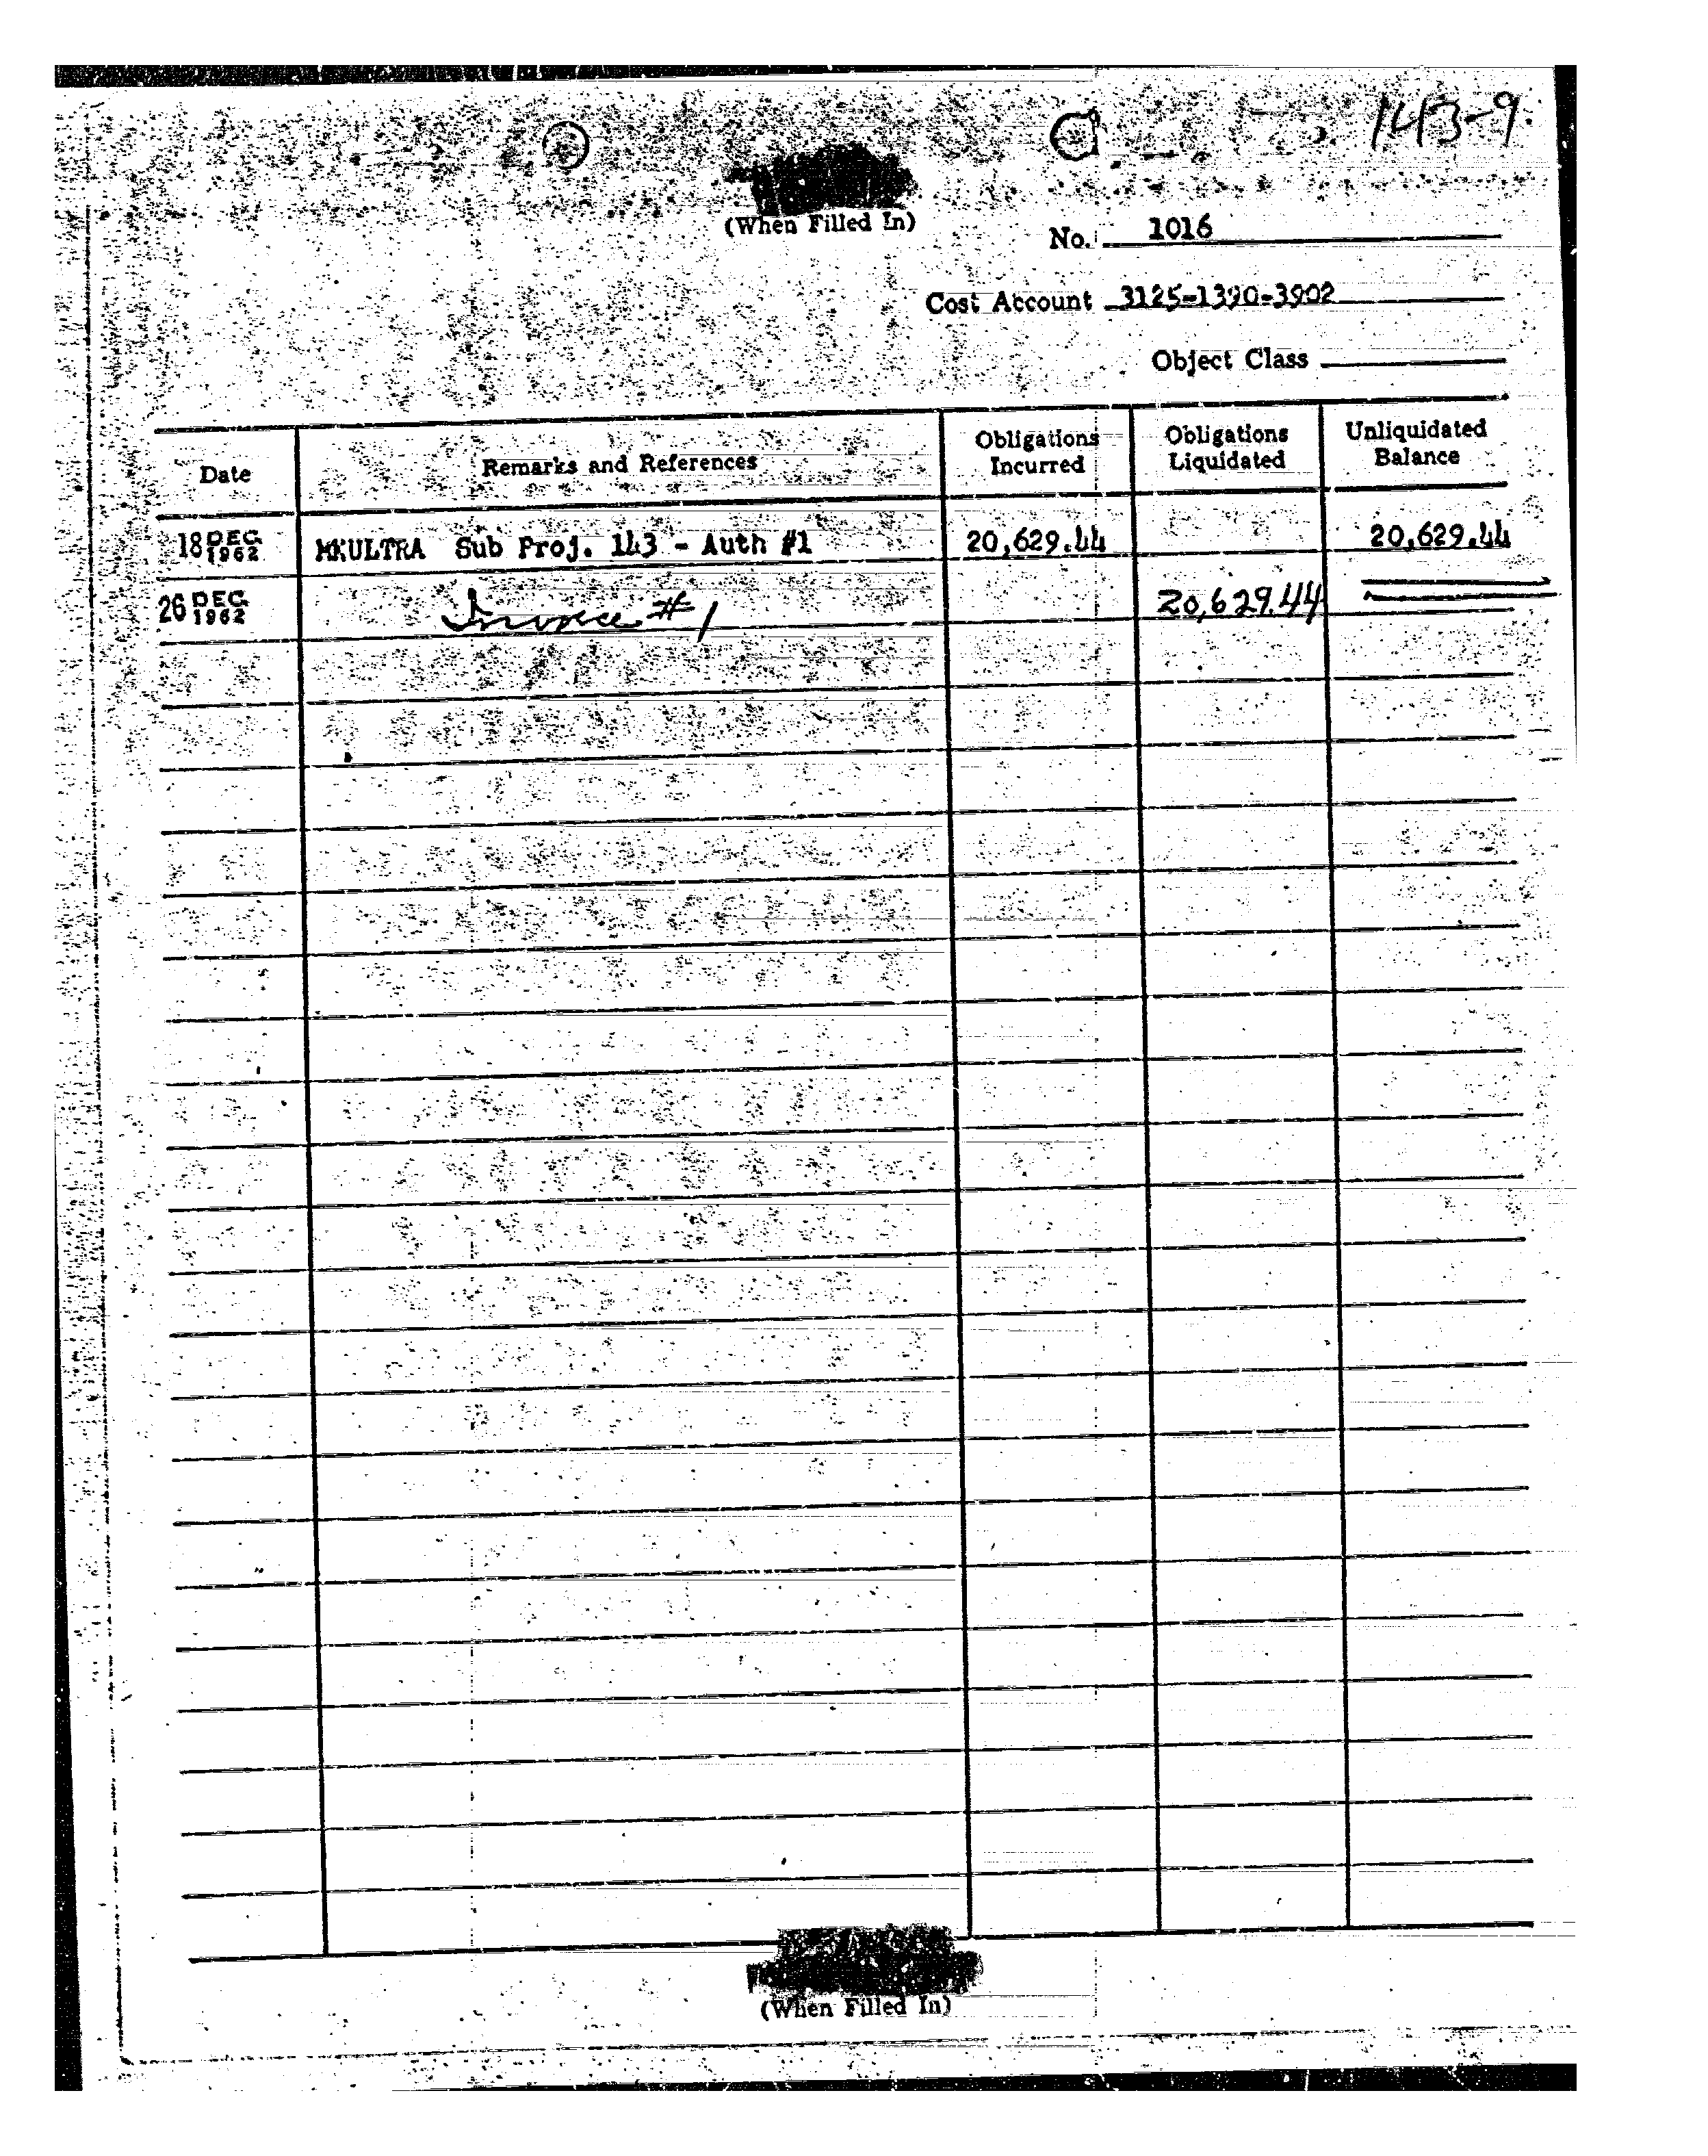 143-9
(When Filled In)
No. 1016
Cost Account 3125-1390-3902
Object Class
Date Remarks and References Obligations Incurred Obligations Liquidated Unliquidated Balance
18 DEC 1962 MKULTRA Sub Proj. 143 - Auth #1 20,629.44 20,629.44
26 DEC 1962 Invoice #1 20,629.44
(When Filled In)